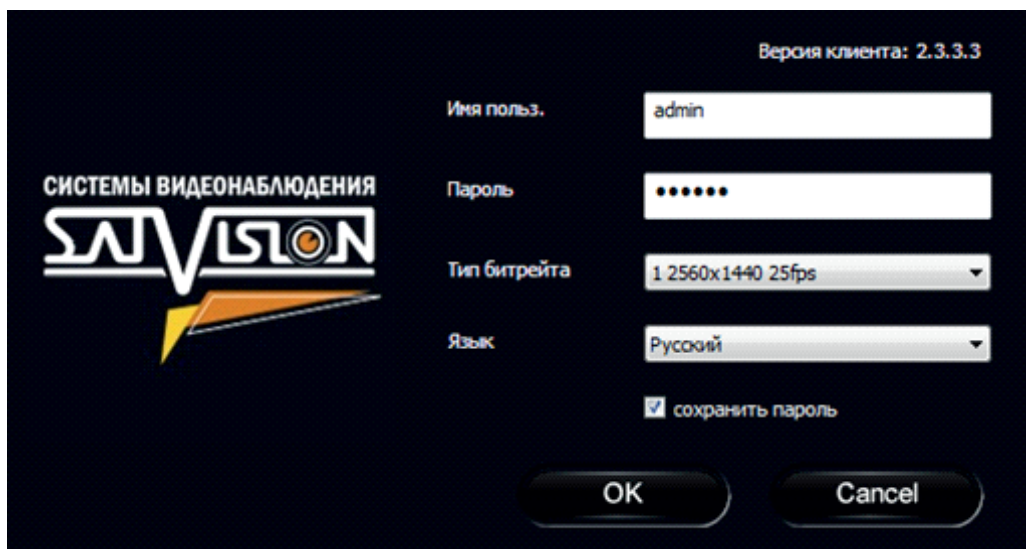 Версия клиента: 2.3.3.3
Имя польз.
admin
СИСТЕМЫ ВИДЕОНАБЛЮДЕНИЯ
SATVISION
Пароль
••••••
Тип битрейта
1 2560x1440 25fps
Язык
Русский
сохранить пароль
OK
Cancel